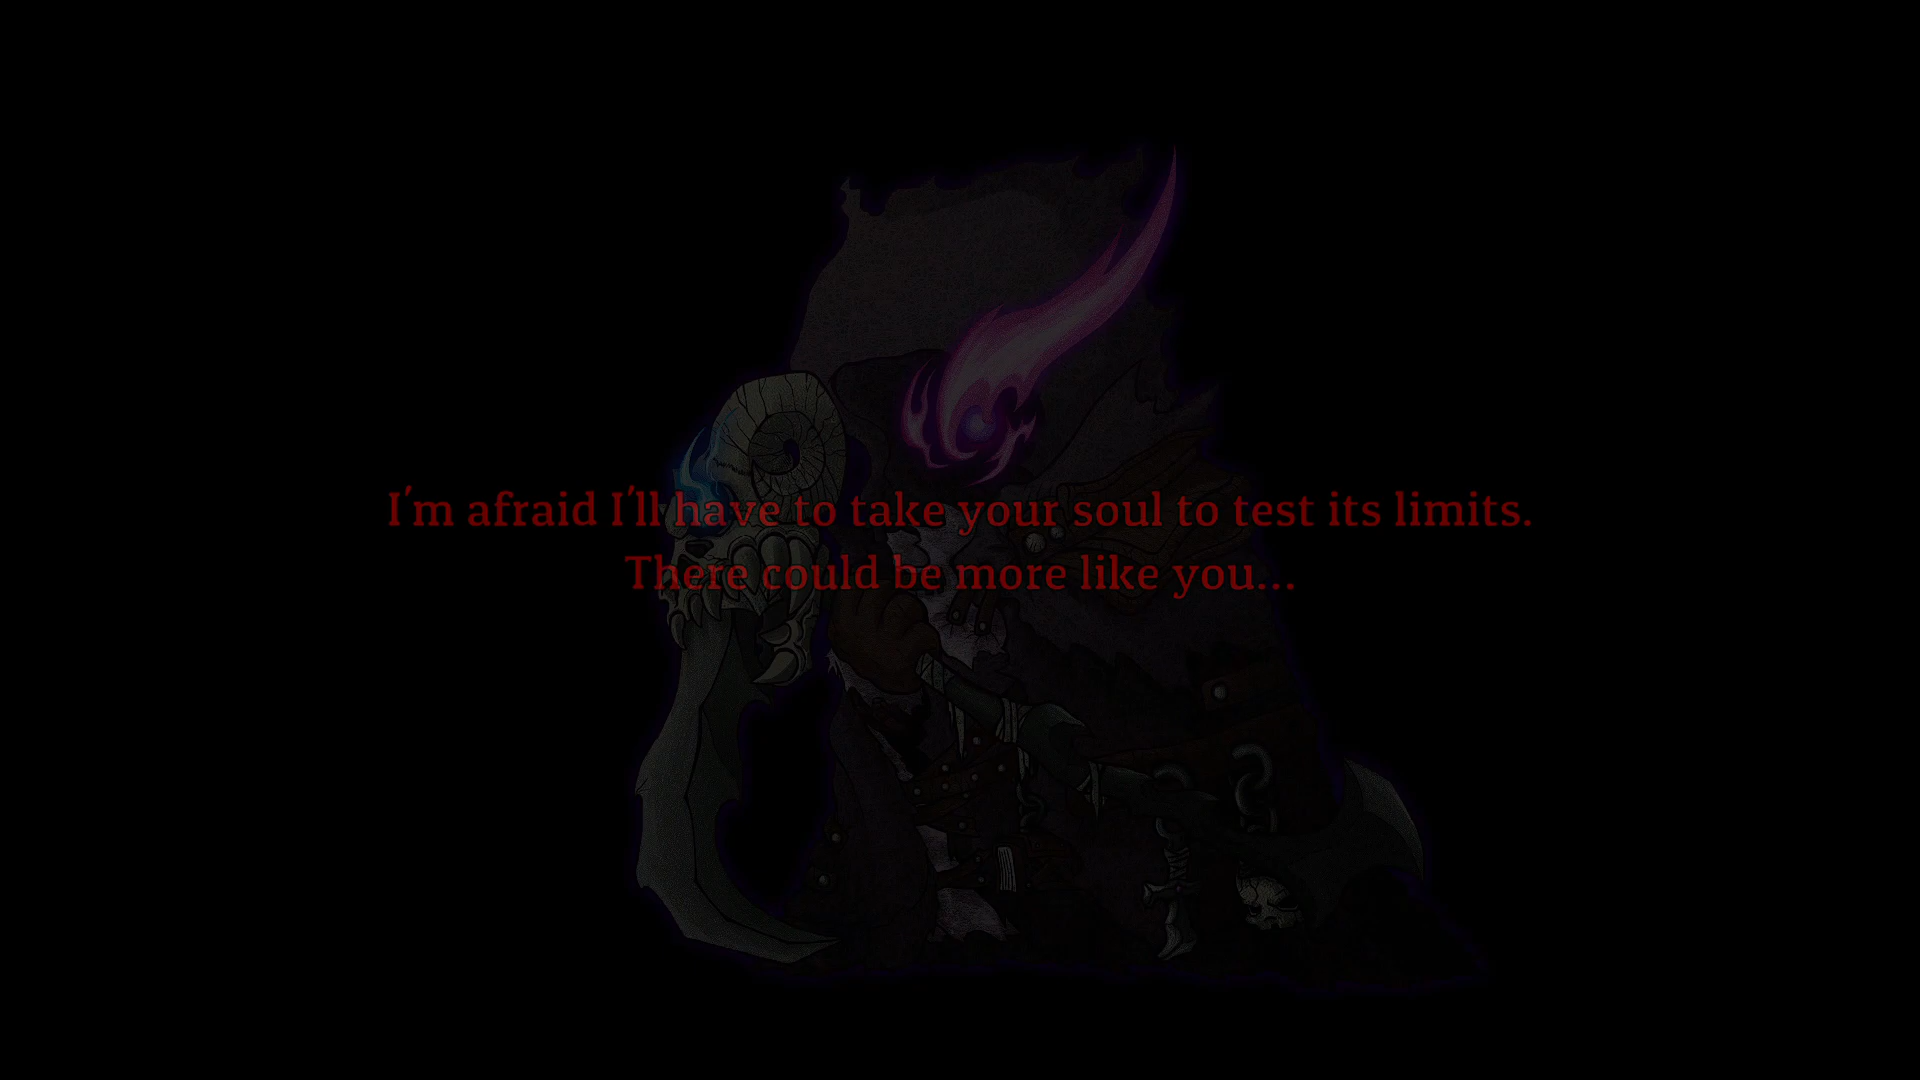 I'm afraid I'll have to take your soul to test its limits.
There could be more like you...